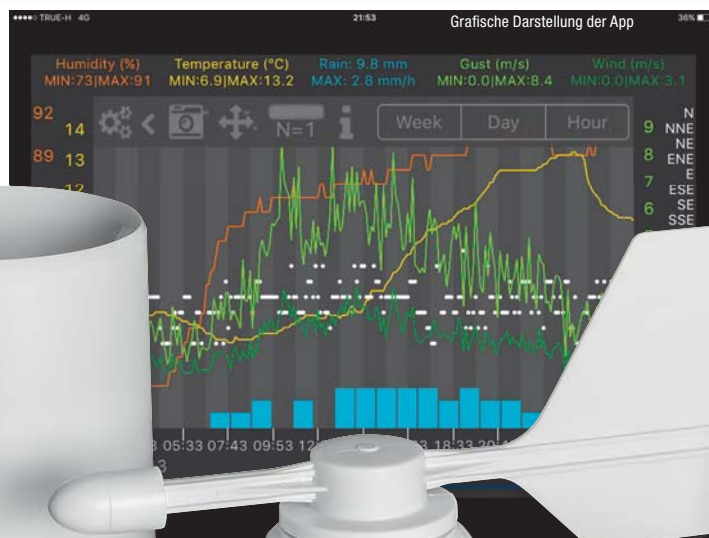 TRUE-H 4G 21:53 36%
Grafische Darstellung der App
Humidity (%) Temperature (°C) Rain: 9.8 mm Gust (m/s) Wind (m/s)
MIN:73|MAX:91 MIN:6.9|MAX:13.2 MAX: 2.8 mm/h MIN:0.0|MAX:8.4 MIN:0.0|MAX:3.1
N=1 Week Day Hour
92
14
89 13
12
9
8
7
6
N
NNE
NE
ENE
E
ESE
SE
SSE
05:33 07:43 09:53 18:33